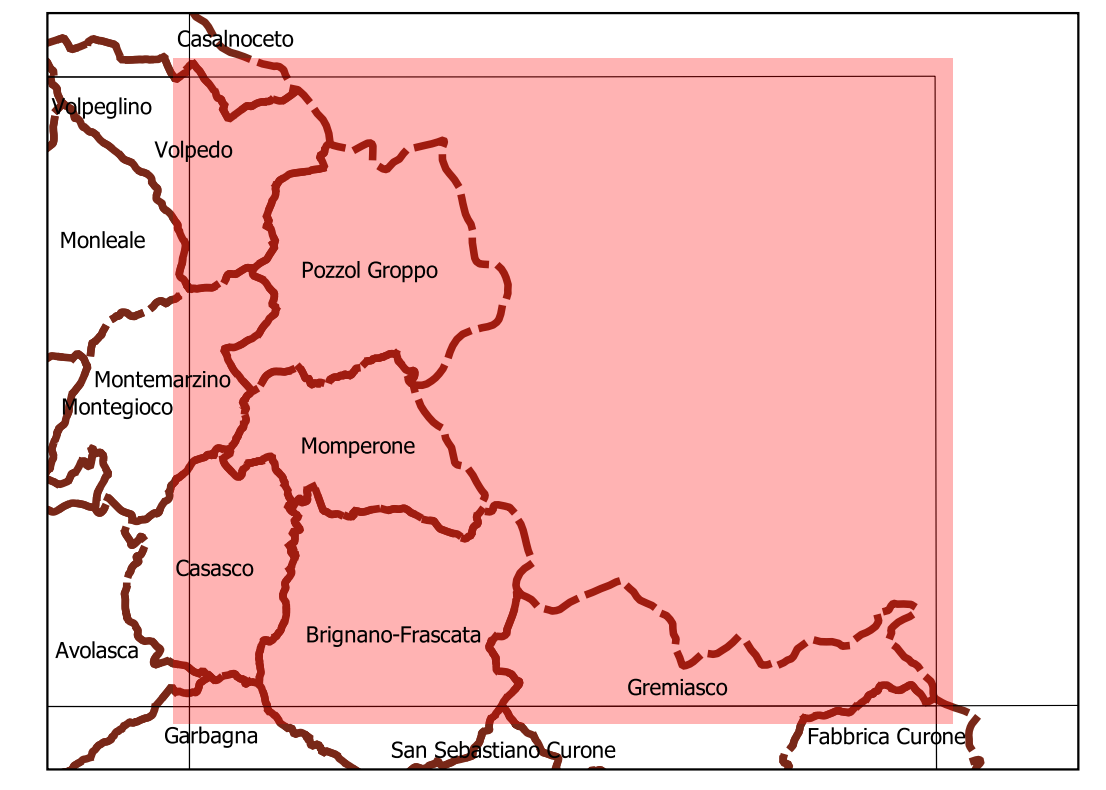 Casalnoceto
Volpeglino
Volpedo
Monleale
Pozzol Groppo
Montemarzino
Montegioco
Momperone
Casasco
Brignano-Frascata
Avolasca
Gremiasco
Garbagna
Fabbrica Curone
San Sebastiano Curone